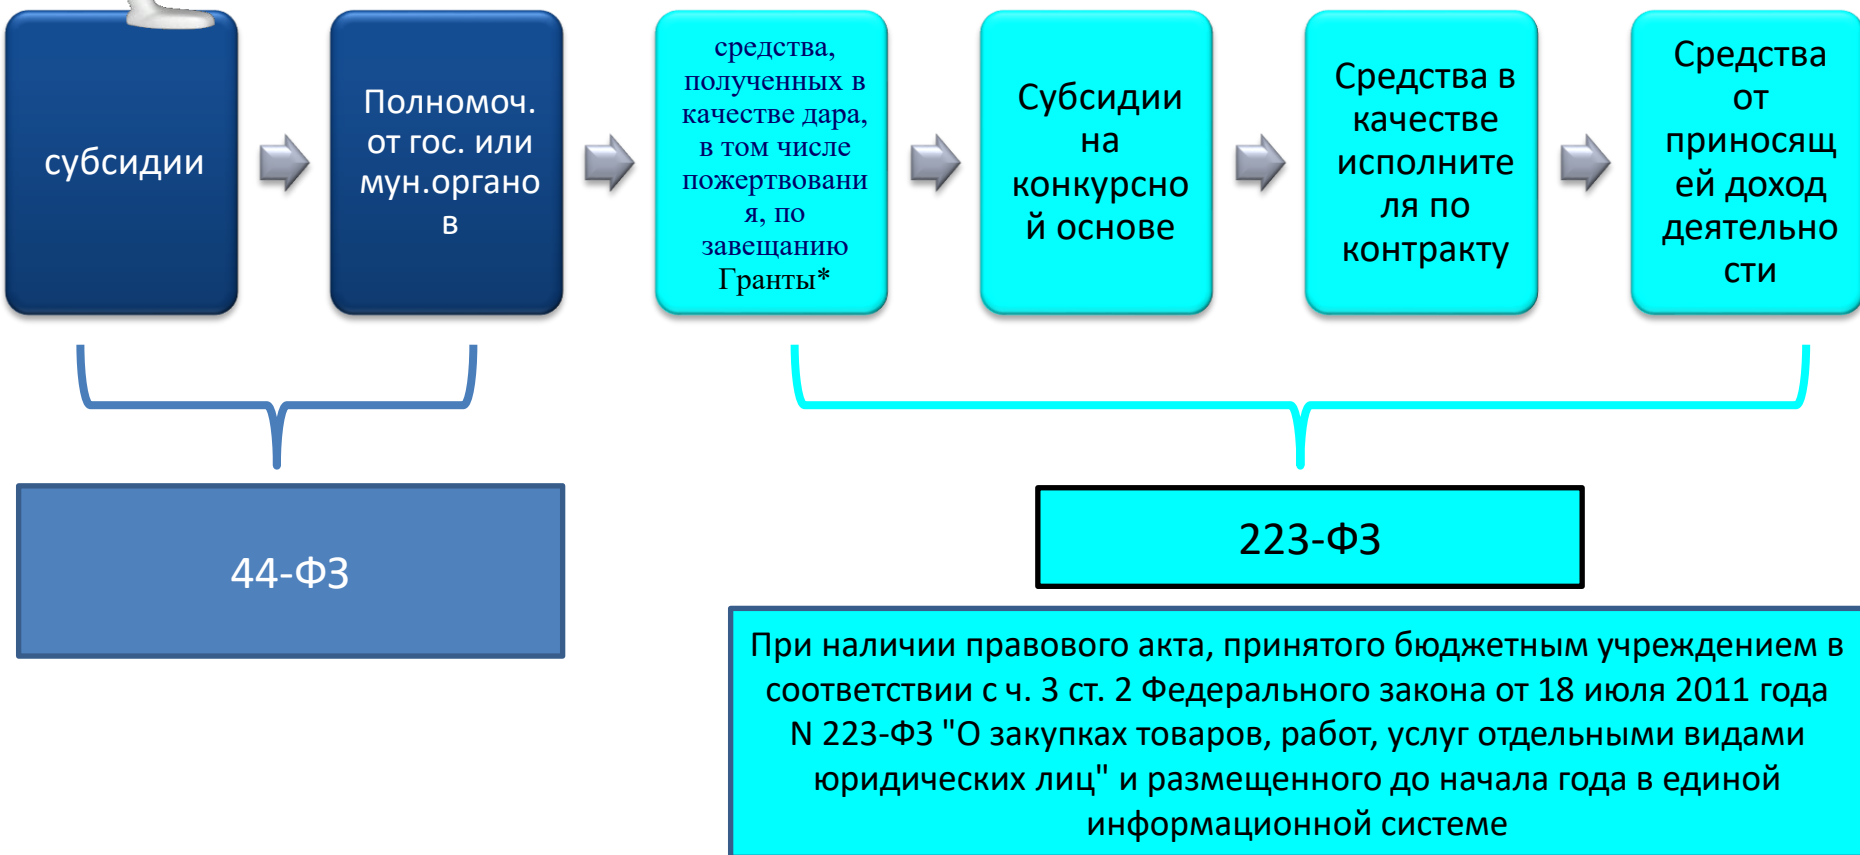 субсидии
Полномоч.
от гос. или
мун.органо
в
средства,
полученных в
качестве дара,
в том числе
пожертвовани
я, по
завещанию
Гранты*
Субсидии
на
конкурсно
й основе
Средства в
качестве
исполните
ля по
контракту
Средства
от
приносящ
ей доход
деятельно
сти
44-ФЗ
223-ФЗ
При наличии правового акта, принятого бюджетным учреждением в
соответствии с ч. 3 ст. 2 Федерального закона от 18 июля 2011 года
N 223-ФЗ "О закупках товаров, работ, услуг отдельными видами
юридических лиц" и размещенного до начала года в единой
информационной системе